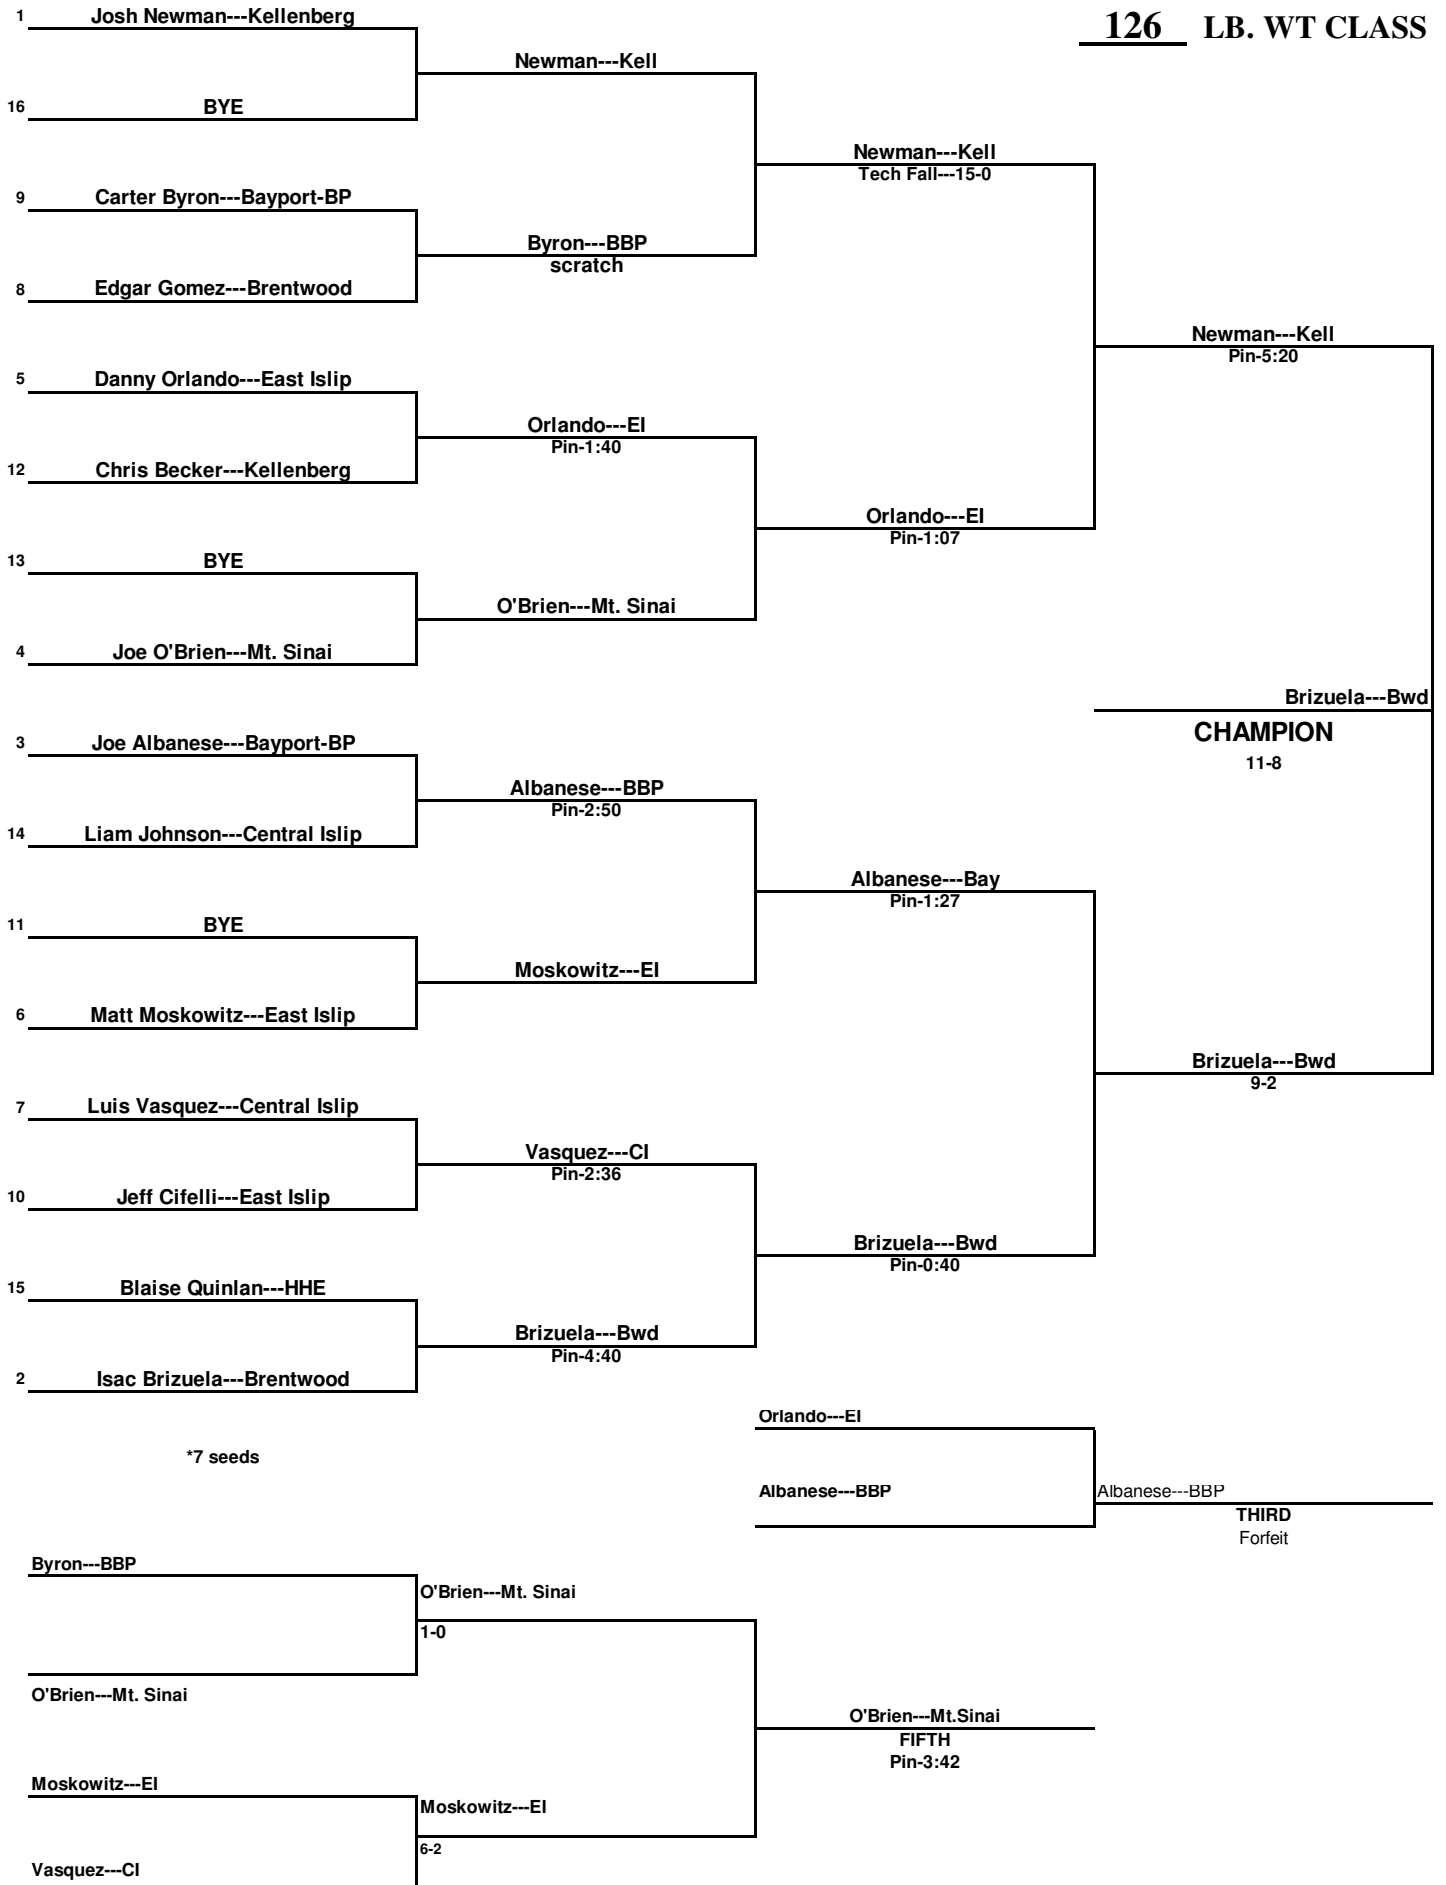 126 LB. WT CLASS
1 Josh Newman---Kellenberg
Newman---Kell
16 BYE
Newman---Kell
Tech Fall---15-0
9 Carter Byron---Bayport-BP
Byron---BBP
scratch
8 Edgar Gomez---Brentwood
Newman---Kell
Pin-5:20
5 Danny Orlando---East Islip
Orlando---EI
Pin-1:40
12 Chris Becker---Kellenberg
Orlando---EI
Pin-1:07
13 BYE
O'Brien---Mt. Sinai
4 Joe O'Brien---Mt. Sinai
Brizuela---Bwd
CHAMPION
11-8
3 Joe Albanese---Bayport-BP
Albanese---BBP
Pin-2:50
14 Liam Johnson---Central Islip
Albanese---Bay
Pin-1:27
11 BYE
Moskowitz---EI
6 Matt Moskowitz---East Islip
Brizuela---Bwd
9-2
7 Luis Vasquez---Central Islip
Vasquez---CI
Pin-2:36
10 Jeff Cifelli---East Islip
Brizuela---Bwd
Pin-0:40
15 Blaise Quinlan---HHE
Brizuela---Bwd
Pin-4:40
2 Isac Brizuela---Brentwood
Orlando---EI
*7 seeds
Albanese---BBP
Albanese---BBP
THIRD
Forfeit
Byron---BBP
O'Brien---Mt. Sinai
1-0
O'Brien---Mt. Sinai
O'Brien---Mt.Sinai
FIFTH
Pin-3:42
Moskowitz---EI
Moskowitz---EI
6-2
Vasquez---CI